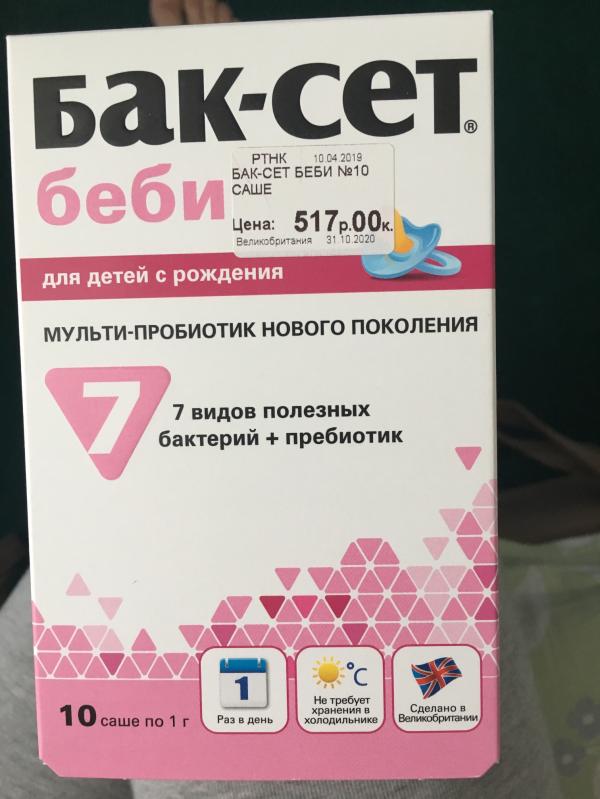 Бак-сет®
беби
РТНК 10.04.2019
БАК-СЕТ БЕБИ №10
САШЕ
Цена: 517р.00к.
Великобритания 31.10.2020
для детей с рождения
МУЛЬТИ-ПРОБИОТИК НОВОГО ПОКОЛЕНИЯ
7
7 видов полезных
бактерий + пребиотик
10 саше по 1 г
1
Раз в день
°C
Не требует
хранения в
холодильнике
Сделано в
Великобритании